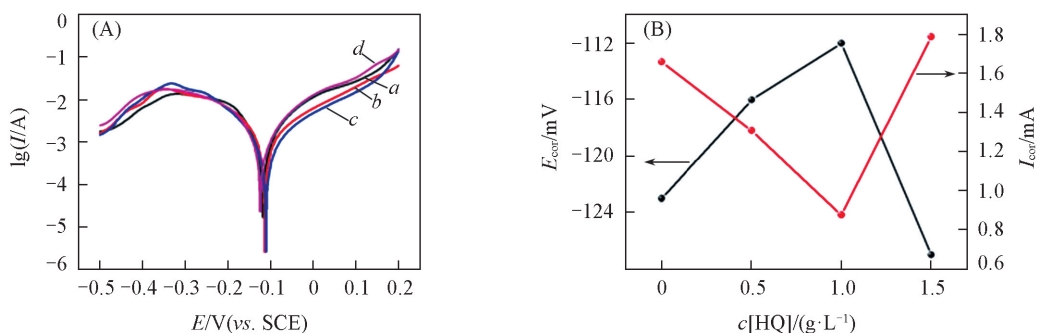 (A)
lg(I/A)
0
−1
−2
−3
−4
−5
−6
d
a
b
c
−0.5 −0.4 −0.3 −0.2 −0.1 0 0.1 0.2
E/V(vs. SCE)
(B)
E_cor/mV
−112
−116
−120
−124
I_cor/mA
1.8
1.6
1.4
1.2
1.0
0.8
0.6
0 0.5 1.0 1.5
c[HQ]/(g·L⁻¹)